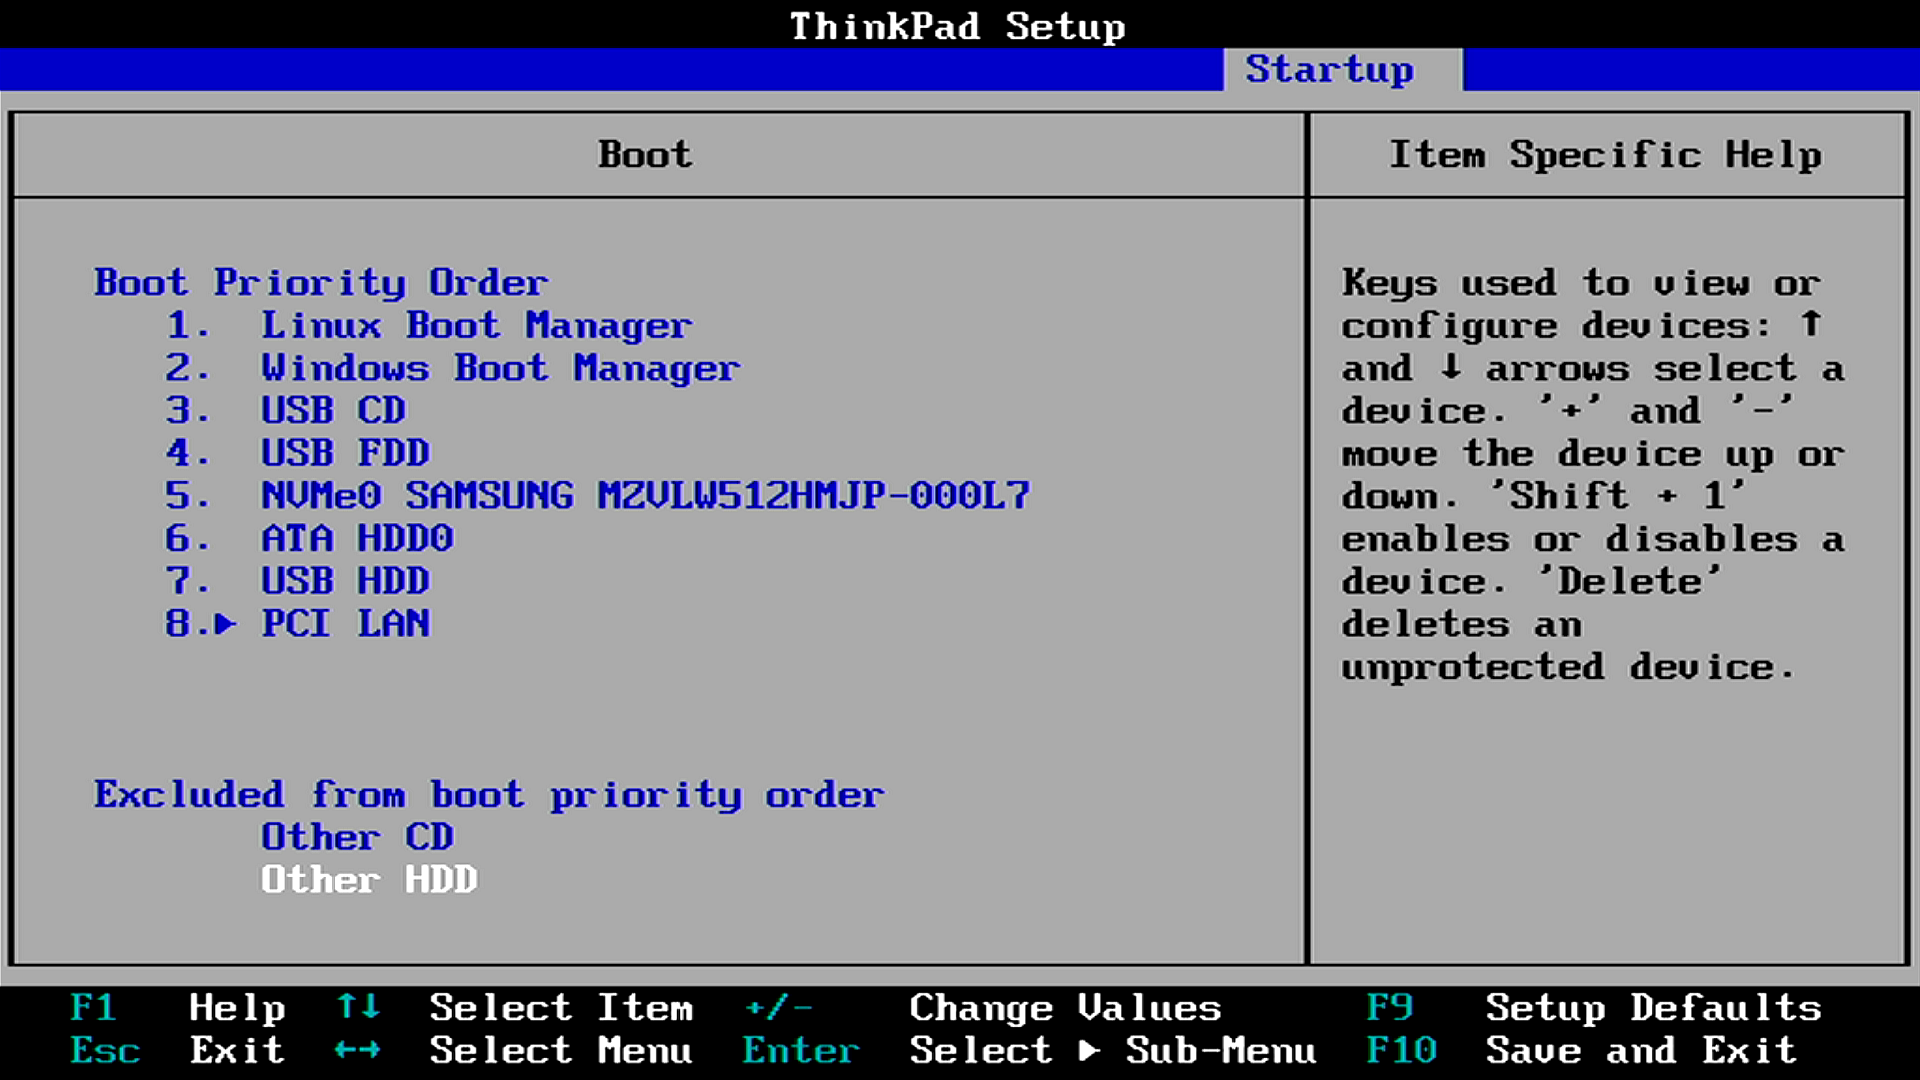 ThinkPad Setup
Startup
Boot
Item Specific Help
Boot Priority Order
1. Linux Boot Manager
2. Windows Boot Manager
3. USB CD
4. USB FDD
5. NVMe0 SAMSUNG MZVLW512HMJP-000L7
6. ATA HDD0
7. USB HDD
8.▶ PCI LAN
Excluded from boot priority order
Other CD
Other HDD
Keys used to view or
configure devices: ↑
and ↓ arrows select a
device. '+' and '-'
move the device up or
down. 'Shift + 1'
enables or disables a
device. 'Delete'
deletes an
unprotected device.
F1 Help ↑↓ Select Item +/- Change Values F9 Setup Defaults
Esc Exit ←→ Select Menu Enter Select ▶ Sub-Menu F10 Save and Exit